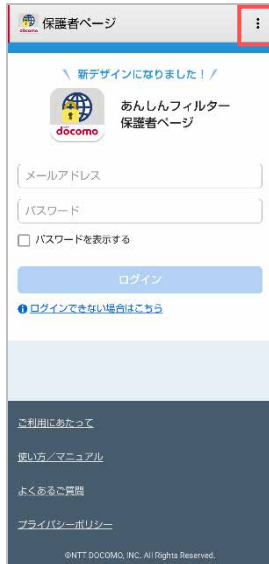 docomo
保護者ページ
\ 新デザインになりました！ /
döcomo
あんしんフィルター
保護者ページ
メールアドレス
パスワード
パスワードを表示する
ログイン
ログインできない場合はこちら
ご利用にあたって
使い方／マニュアル
よくあるご質問
プライバシーポリシー
©NTT DOCOMO, INC. All Rights Reserved.